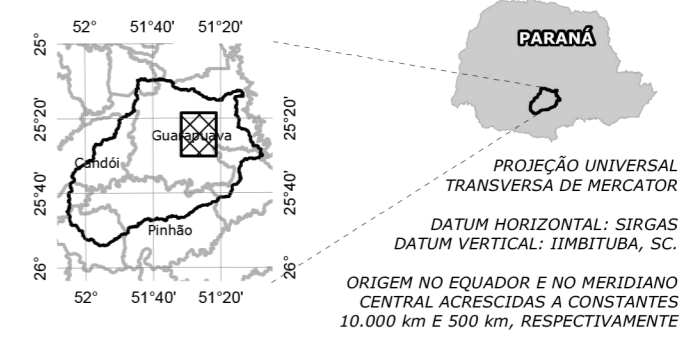 52° 51°40' 51°20'
25°
25°20' 25°20'
25°40' 25°40'
26° 26°
Guarapuava
Candói
Pinhão
52° 51°40' 51°20'
PARANÁ
PROJEÇÃO UNIVERSAL
TRANSVERSA DE MERCATOR
DATUM HORIZONTAL: SIRGAS
DATUM VERTICAL: IIMBITUBA, SC.
ORIGEM NO EQUADOR E NO MERIDIANO
CENTRAL ACRESCIDAS A CONSTANTES
10.000 km E 500 km, RESPECTIVAMENTE